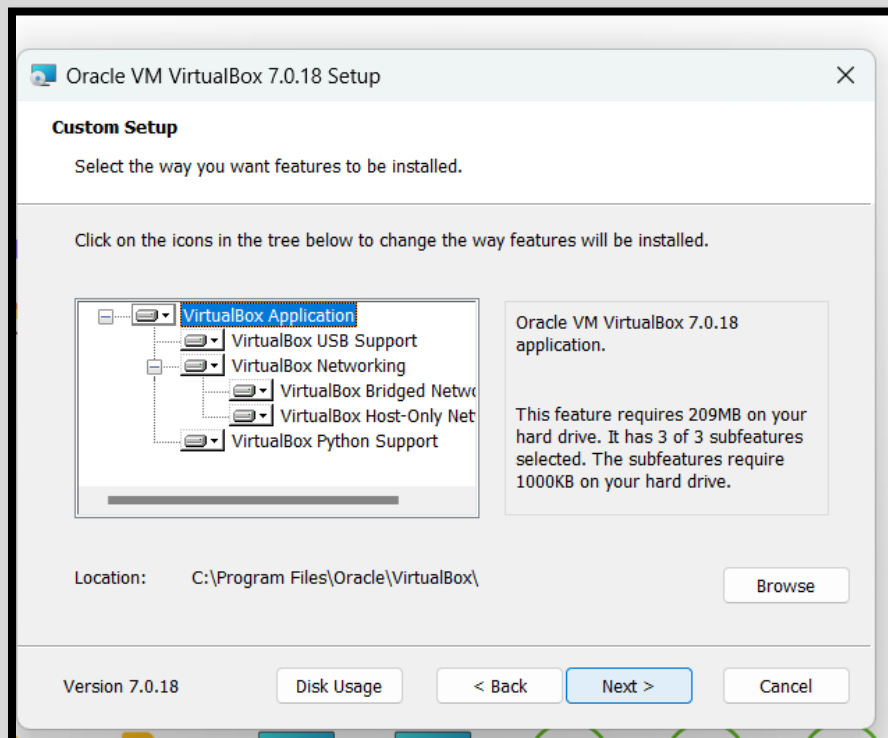 Oracle VM VirtualBox 7.0.18 Setup
Custom Setup
Select the way you want features to be installed.
Click on the icons in the tree below to change the way features will be installed.
VirtualBox Application
VirtualBox USB Support
VirtualBox Networking
VirtualBox Bridged Netwo
VirtualBox Host-Only Net
VirtualBox Python Support
Oracle VM VirtualBox 7.0.18
application.
This feature requires 209MB on your
hard drive. It has 3 of 3 subfeatures
selected. The subfeatures require
1000KB on your hard drive.
Location: C:\Program Files\Oracle\VirtualBox\
Browse
Version 7.0.18
Disk Usage
< Back
Next >
Cancel